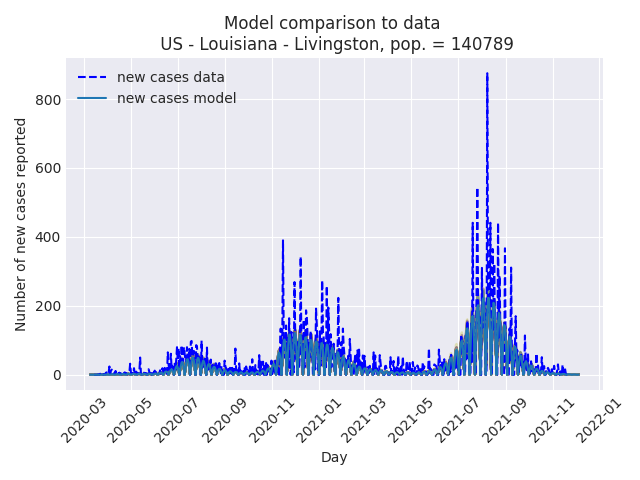 Model comparison to data
US - Louisiana - Livingston, pop. = 140789
new cases data
new cases model
Number of new cases reported
800
600
400
200
0
2020-03
2020-05
2020-07
2020-09
2020-11
2021-01
2021-03
2021-05
2021-07
2021-09
2021-11
2022-01
Day